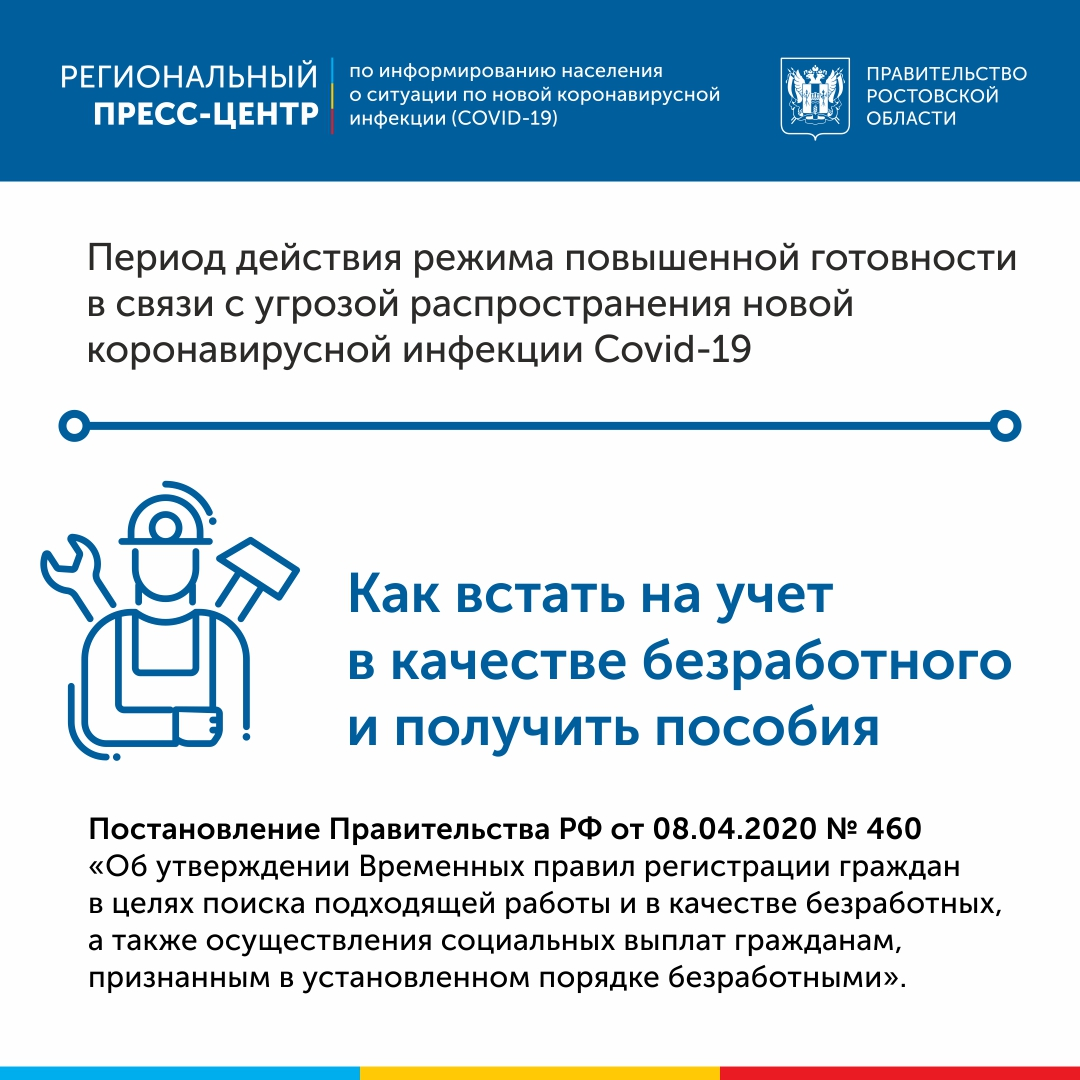 РЕГИОНАЛЬНЫЙ
ПРЕСС-ЦЕНТР
по информированию населения
о ситуации по новой коронавирусной
инфекции (COVID-19)
ПРАВИТЕЛЬСТВО
РОСТОВСКОЙ
ОБЛАСТИ
Период действия режима повышенной готовности
в связи с угрозой распространения новой
коронавирусной инфекции Covid-19
Как встать на учет
в качестве безработного
и получить пособия
Постановление Правительства РФ от 08.04.2020 № 460
«Об утверждении Временных правил регистрации граждан
в целях поиска подходящей работы и в качестве безработных,
а также осуществления социальных выплат гражданам,
признанным в установленном порядке безработными».